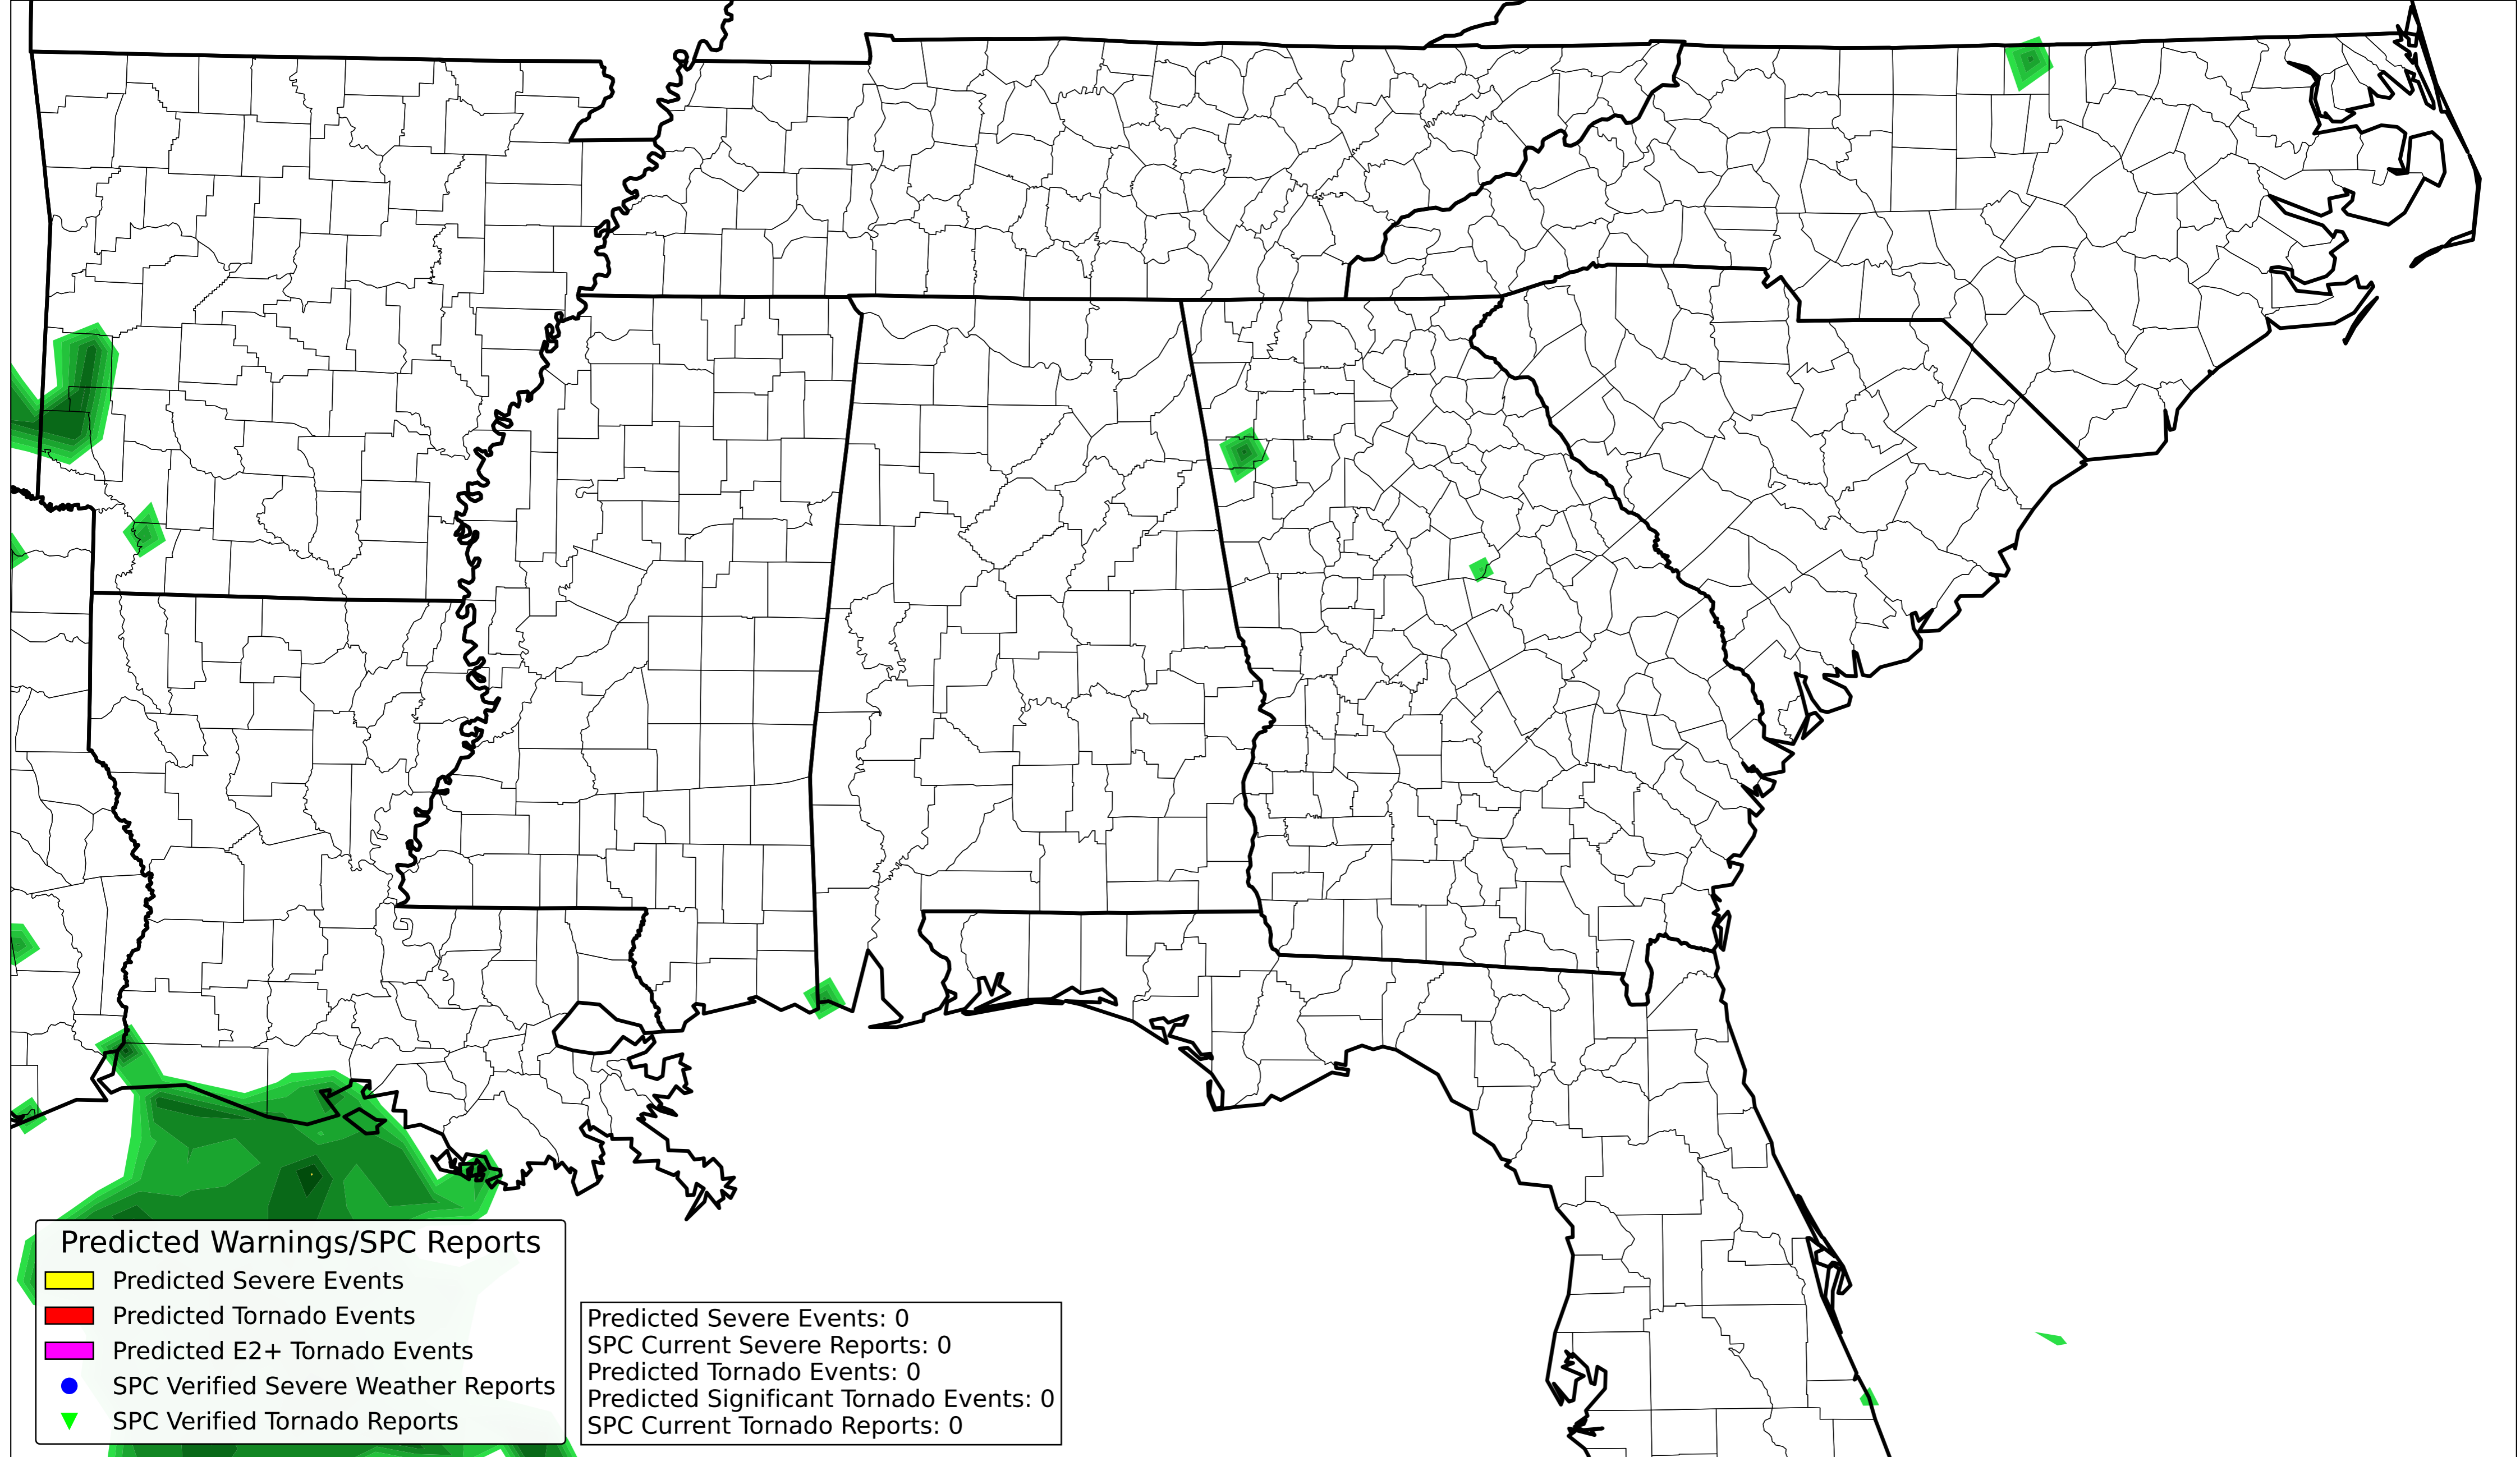 Predicted Warnings/SPC Reports
Predicted Severe Events
Predicted Tornado Events
Predicted E2+ Tornado Events
SPC Verified Severe Weather Reports
SPC Verified Tornado Reports
Predicted Severe Events: 0
SPC Current Severe Reports: 0
Predicted Tornado Events: 0
Predicted Significant Tornado Events: 0
SPC Current Tornado Reports: 0